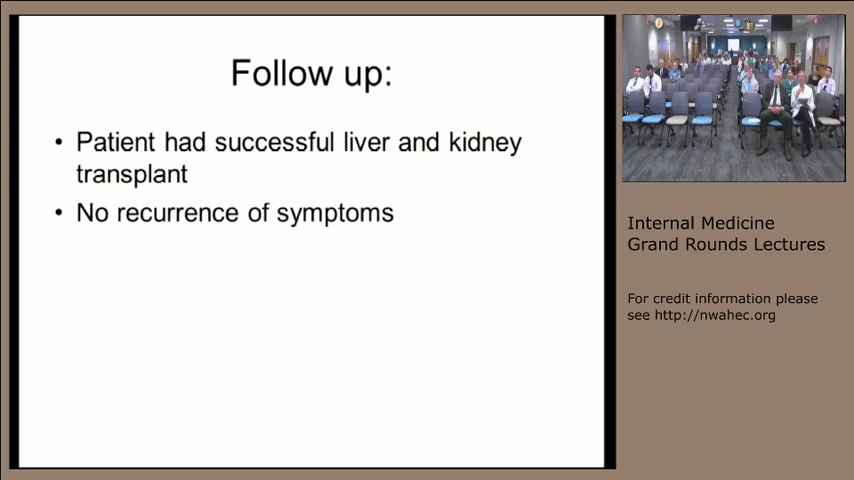 Follow up:
• Patient had successful liver and kidney
transplant
• No recurrence of symptoms
Internal Medicine
Grand Rounds Lectures
For credit information please
see http://nwahec.org